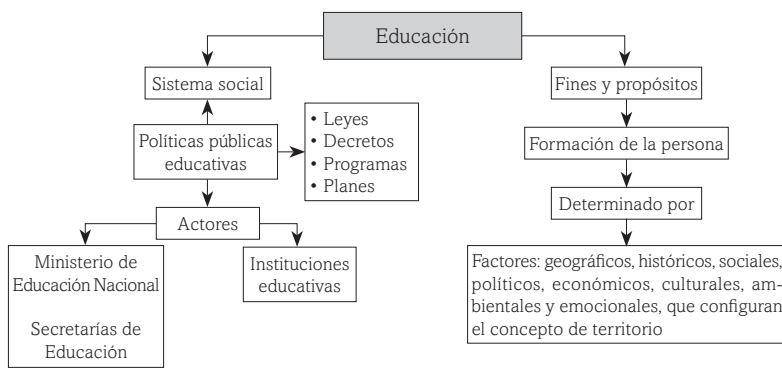 Educación
Sistema social
Políticas públicas
educativas
• Leyes
• Decretos
• Programas
• Planes
Actores
Ministerio de
Educación Nacional
Secretarías de
Educación
Instituciones
educativas
Fines y propósitos
Formación de la persona
Determinado por
Factores: geográficos, históricos, sociales,
políticos, económicos, culturales, am-
bientales y emocionales, que configuran
el concepto de territorio